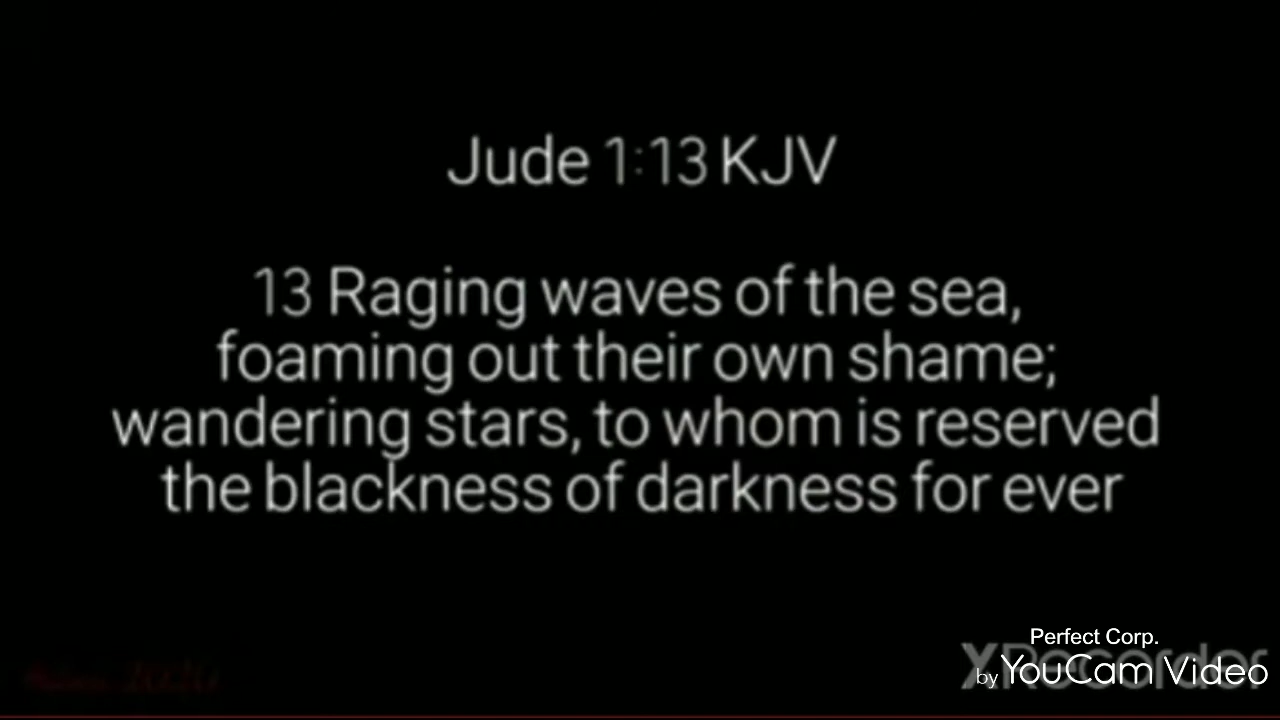 Jude 1:13 KJV
13 Raging waves of the sea,
foaming out their own shame;
wandering stars, to whom is reserved
the blackness of darkness for ever
Perfect Corp.
XRecorder
by YouCam Video